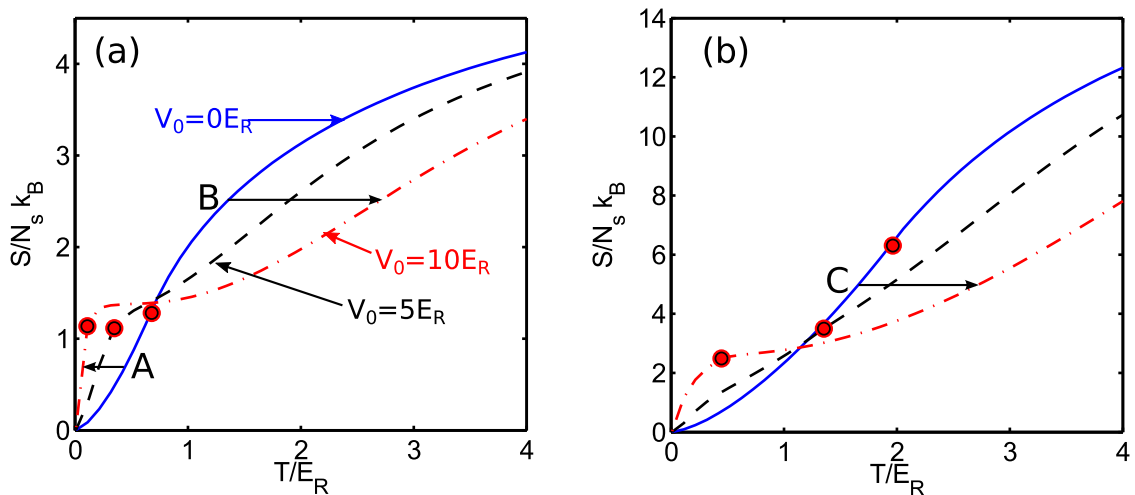 (a)
S/N_s k_B
4
3
2
1
0
V_0=0E_R
B
V_0=10E_R
V_0=5E_R
A
0 1 2 3 4
T/E_R
(b)
S/N_s k_B
14
12
10
8
6
4
2
0
C
0 1 2 3 4
T/E_R